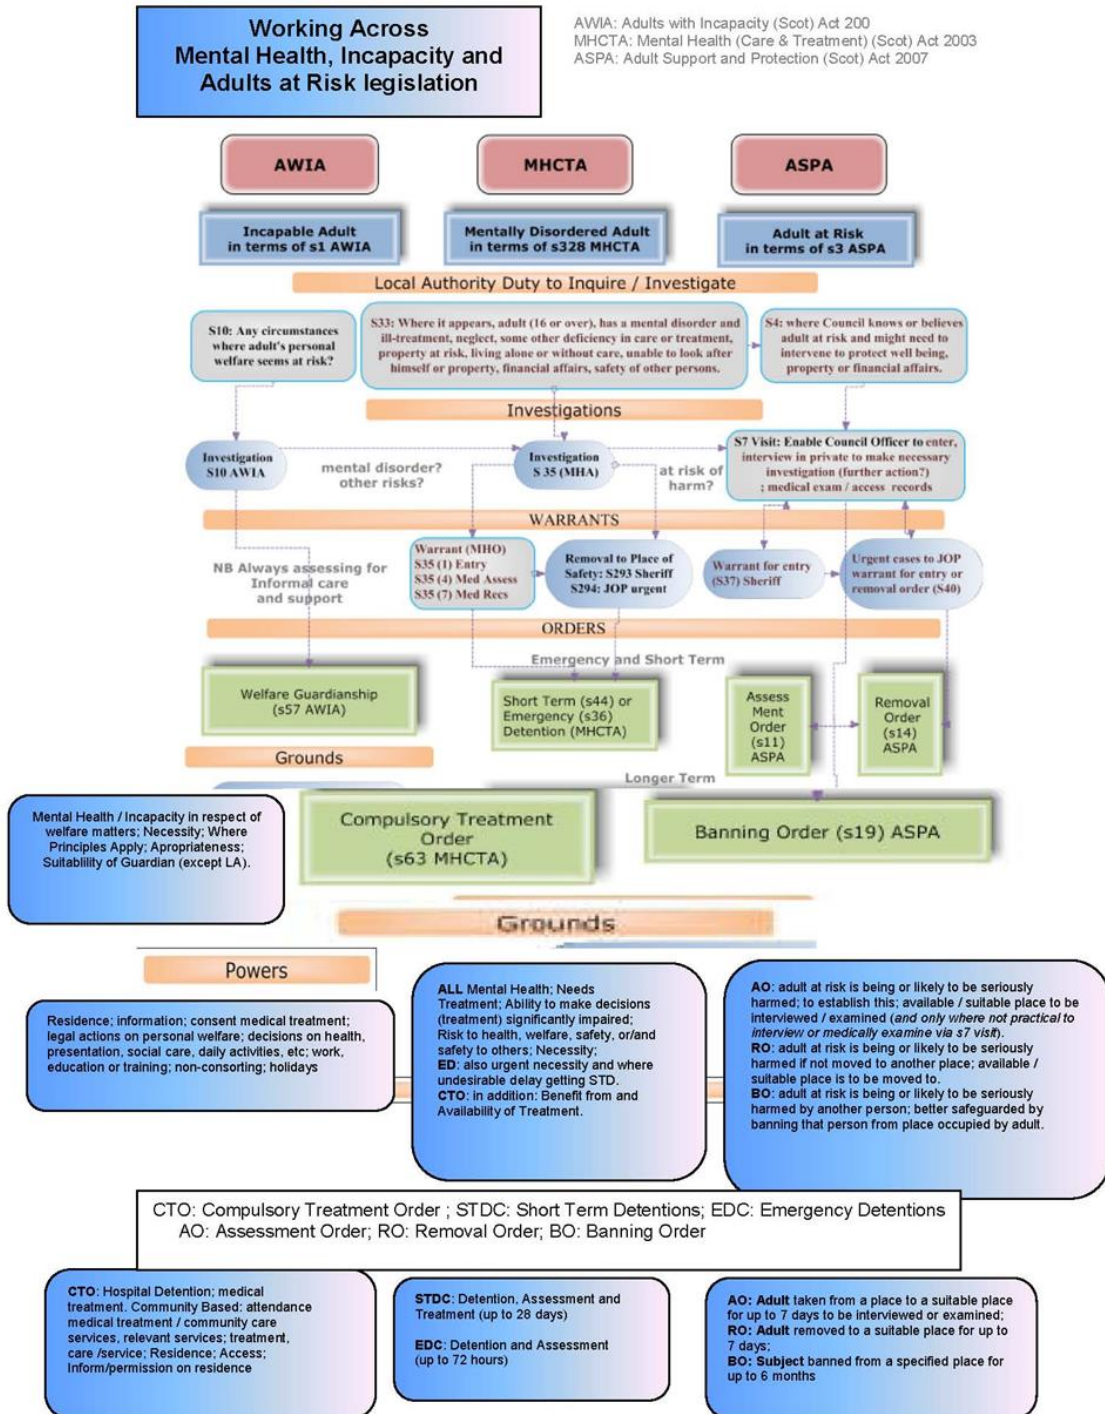 Working Across
Mental Health, Incapacity and
Adults at Risk legislation
AWIA: Adults with Incapacity (Scot) Act 200
MHCTA: Mental Health (Care & Treatment) (Scot) Act 2003
ASPA: Adult Support and Protection (Scot) Act 2007
AWIA
MHCTA
ASPA
Incapable Adult
in terms of s1 AWIA
Mentally Disordered Adult
in terms of s328 MHCTA
Adult at Risk
in terms of s3 ASPA
Local Authority Duty to Inquire / Investigate
S10: Any circumstances
where adult's personal
welfare seems at risk?
S33: Where it appears, adult (16 or over), has a mental disorder and
ill-treatment, neglect, some other deficiency in care or treatment,
property at risk, living alone or without care, unable to look after
himself or property, financial affairs, safety of other persons.
S4: where Council knows or believes
adult at risk and might need to
intervene to protect well being,
property or financial affairs.
Investigations
Investigation
S10 AWIA
mental disorder?
other risks?
Investigation
S 35 (MHA)
at risk of
harm?
S7 Visit: Enable Council Officer to enter,
interview in private to make necessary
investigation (further action?)
; medical exam / access records
WARRANTS
NB Always assessing for
Informal care
and support
Warrant (MHO)
S35 (1) Entry
S35 (4) Med Assess
S35 (7) Med Recs
Removal to Place of
Safety: S293 Sheriff
S294: JOP urgent
Warrant for entry
(S37) Sheriff
Urgent cases to JOP
warrant for entry or
removal order (S40)
ORDERS
Emergency and Short Term
Welfare Guardianship
(s57 AWIA)
Short Term (s44) or
Emergency (s36)
Detention (MHCTA)
Assess
Ment
Order
(s11)
ASPA
Removal
Order
(s14)
ASPA
Grounds
Longer Term
Mental Health / Incapacity in respect of
welfare matters; Necessity; Where
Principles Apply; Apropriateness;
Suitablility of Guardian (except LA).
Compulsory Treatment
Order
(s63 MHCTA)
Banning Order (s19) ASPA
Grounds
Powers
Residence; information; consent medical treatment;
legal actions on personal welfare; decisions on health,
presentation, social care, daily activities, etc; work,
education or training; non-consorting; holidays
ALL Mental Health; Needs
Treatment; Ability to make decisions
(treatment) significantly impaired;
Risk to health, welfare, safety, or/and
safety to others; Necessity;
ED: also urgent necessity and where
undesirable delay getting STD.
CTO: in addition: Benefit from and
Availability of Treatment.
AO: adult at risk is being or likely to be seriously
harmed; to establish this; available / suitable place to be
interviewed / examined (and only where not practical to
interview or medically examine via s7 visit).
RO: adult at risk is being or likely to be seriously
harmed if not moved to another place; available /
suitable place is to be moved to.
BO: adult at risk is being or likely to be seriously
harmed by another person; better safeguarded by
banning that person from place occupied by adult.
CTO: Compulsory Treatment Order ; STDC: Short Term Detentions; EDC: Emergency Detentions
AO: Assessment Order; RO: Removal Order; BO: Banning Order
CTO: Hospital Detention; medical
treatment. Community Based: attendance
medical treatment / community care
services, relevant services; treatment,
care /service; Residence; Access;
Inform/permission on residence
STDC: Detention, Assessment and
Treatment (up to 28 days)
EDC: Detention and Assessment
(up to 72 hours)
AO: Adult taken from a place to a suitable place
for up to 7 days to be interviewed or examined;
RO: Adult removed to a suitable place for up to
7 days;
BO: Subject banned from a specified place for
up to 6 months